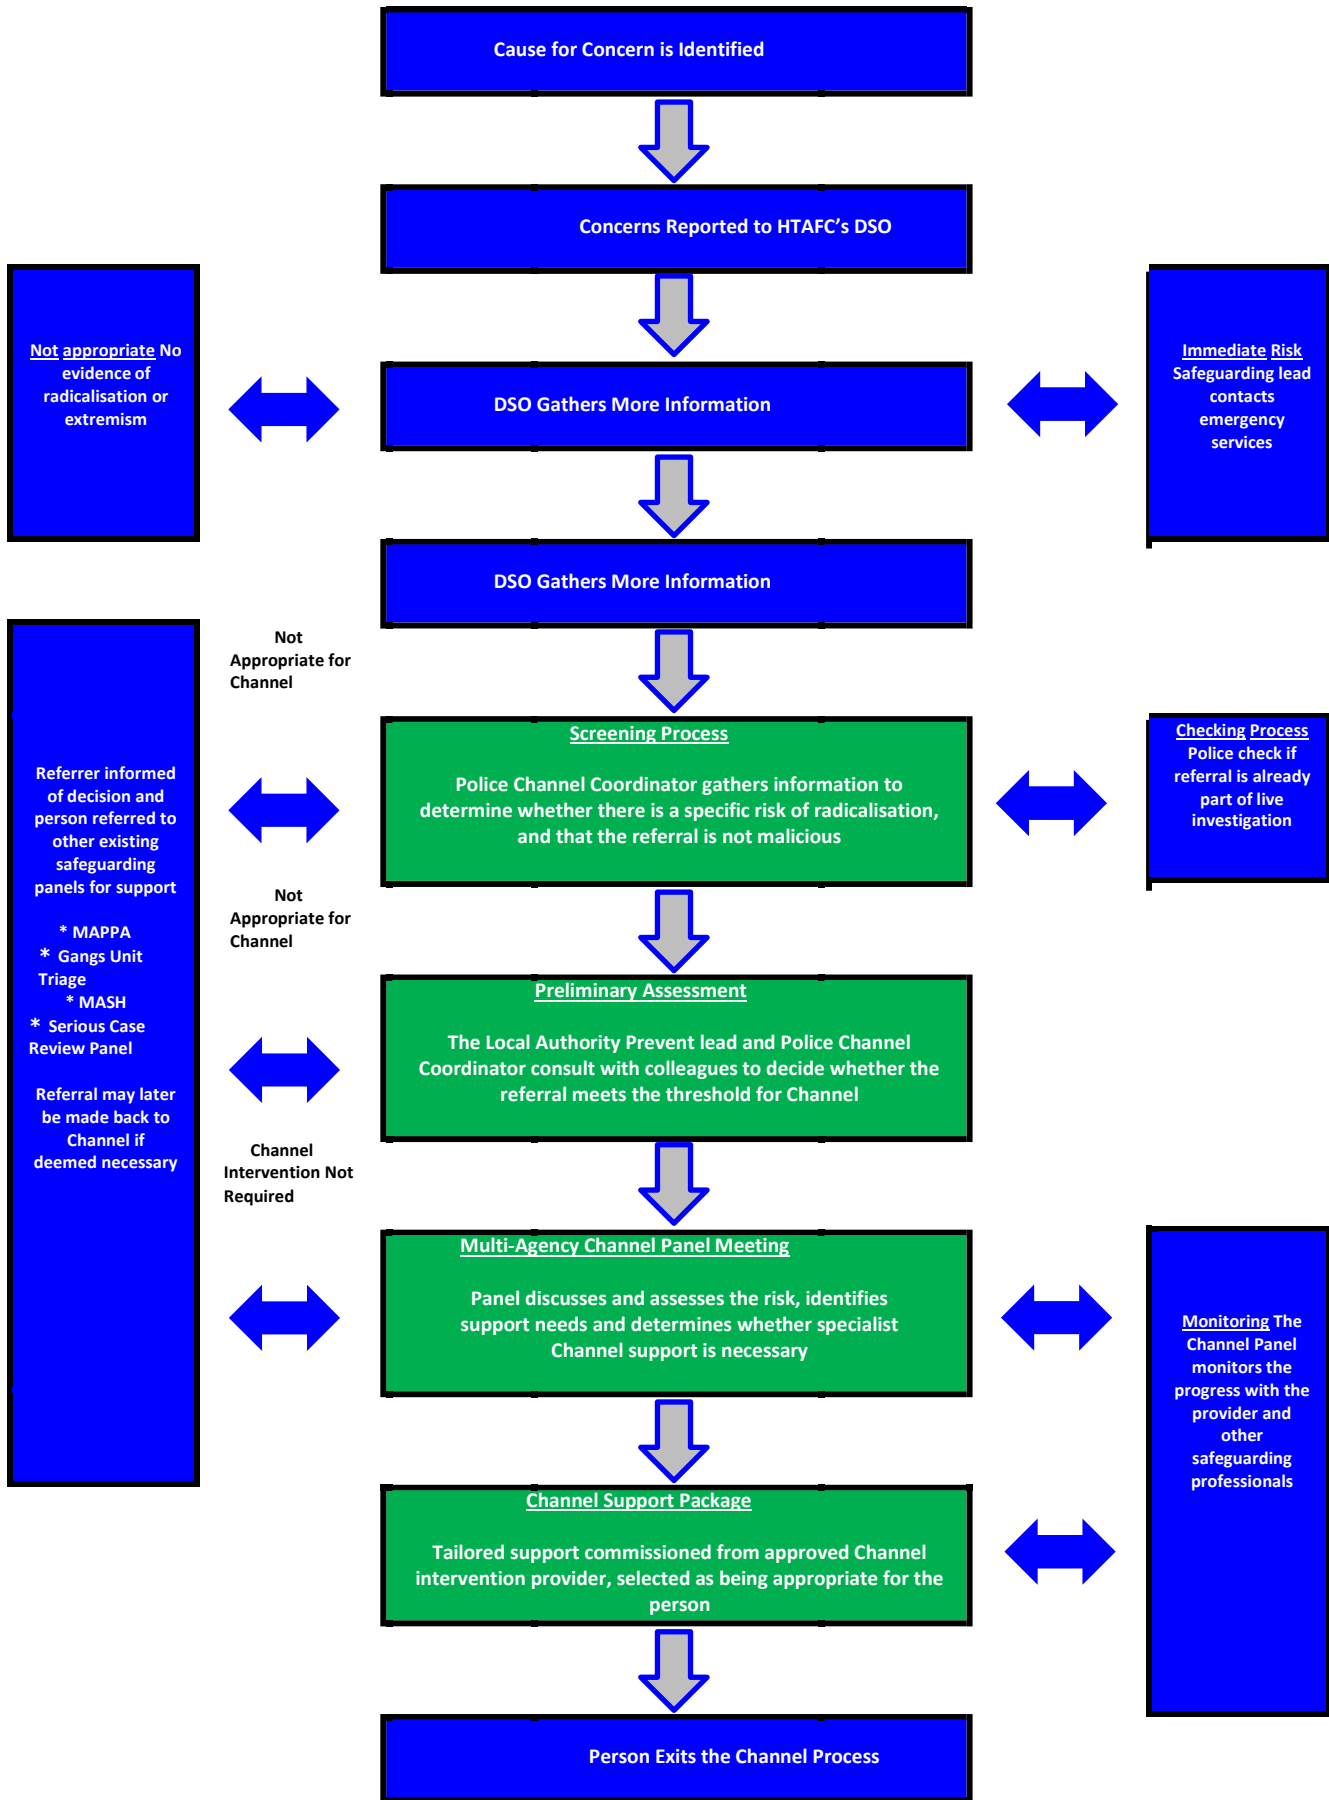 Cause for Concern is Identified
Concerns Reported to HTAFC's DSO
Not appropriate No
evidence of
radicalisation or
extremism
DSO Gathers More Information
Immediate Risk
Safeguarding lead
contacts
emergency
services
DSO Gathers More Information
Not
Appropriate for
Channel
Screening Process
Police Channel Coordinator gathers information to
determine whether there is a specific risk of radicalisation,
and that the referral is not malicious
Checking Process
Police check if
referral is already
part of live
investigation
Referrer informed
of decision and
person referred to
other existing
safeguarding
panels for support
* MAPPA
* Gangs Unit
Triage
* MASH
* Serious Case
Review Panel
Referral may later
be made back to
Channel if
deemed necessary
Not
Appropriate for
Channel
Preliminary Assessment
The Local Authority Prevent lead and Police Channel
Coordinator consult with colleagues to decide whether the
referral meets the threshold for Channel
Channel
Intervention Not
Required
Multi-Agency Channel Panel Meeting
Panel discusses and assesses the risk, identifies
support needs and determines whether specialist
Channel support is necessary
Monitoring The
Channel Panel
monitors the
progress with the
provider and
other
safeguarding
professionals
Channel Support Package
Tailored support commissioned from approved Channel
intervention provider, selected as being appropriate for the
person
Person Exits the Channel Process